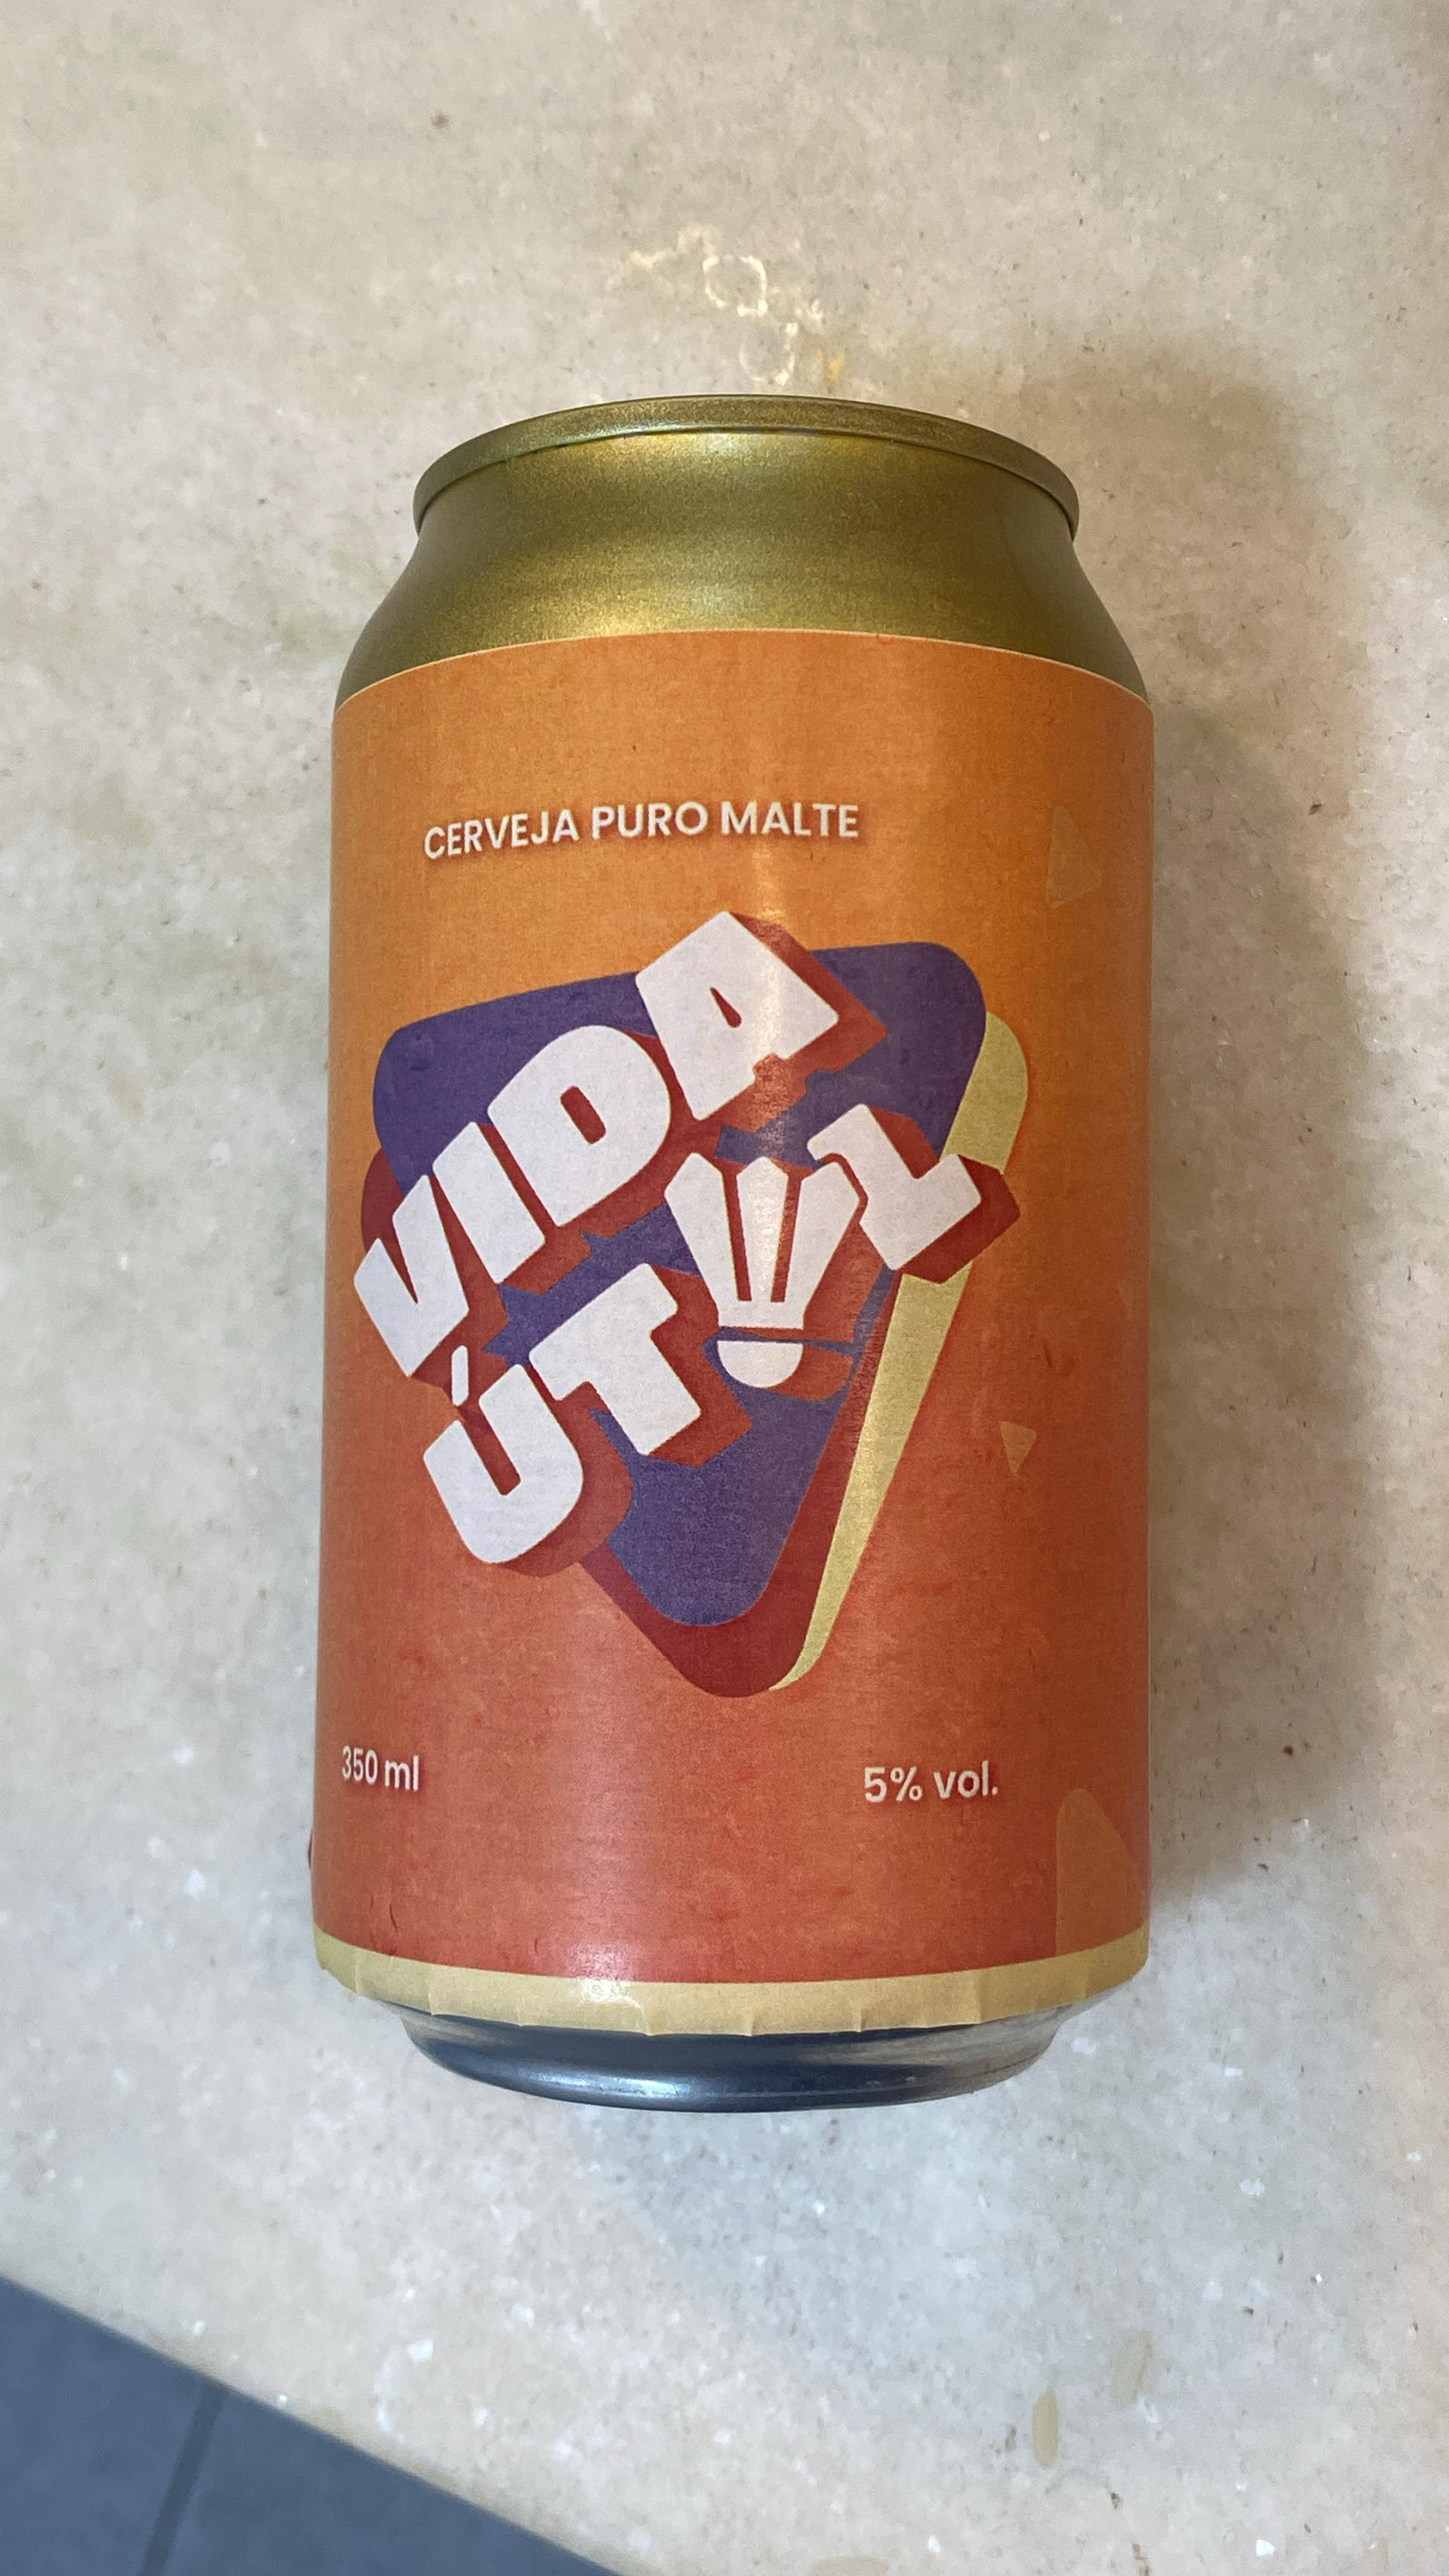 CERVEJA PURO MALTE
VIDA
ÚTIL
350 ml
5% vol.